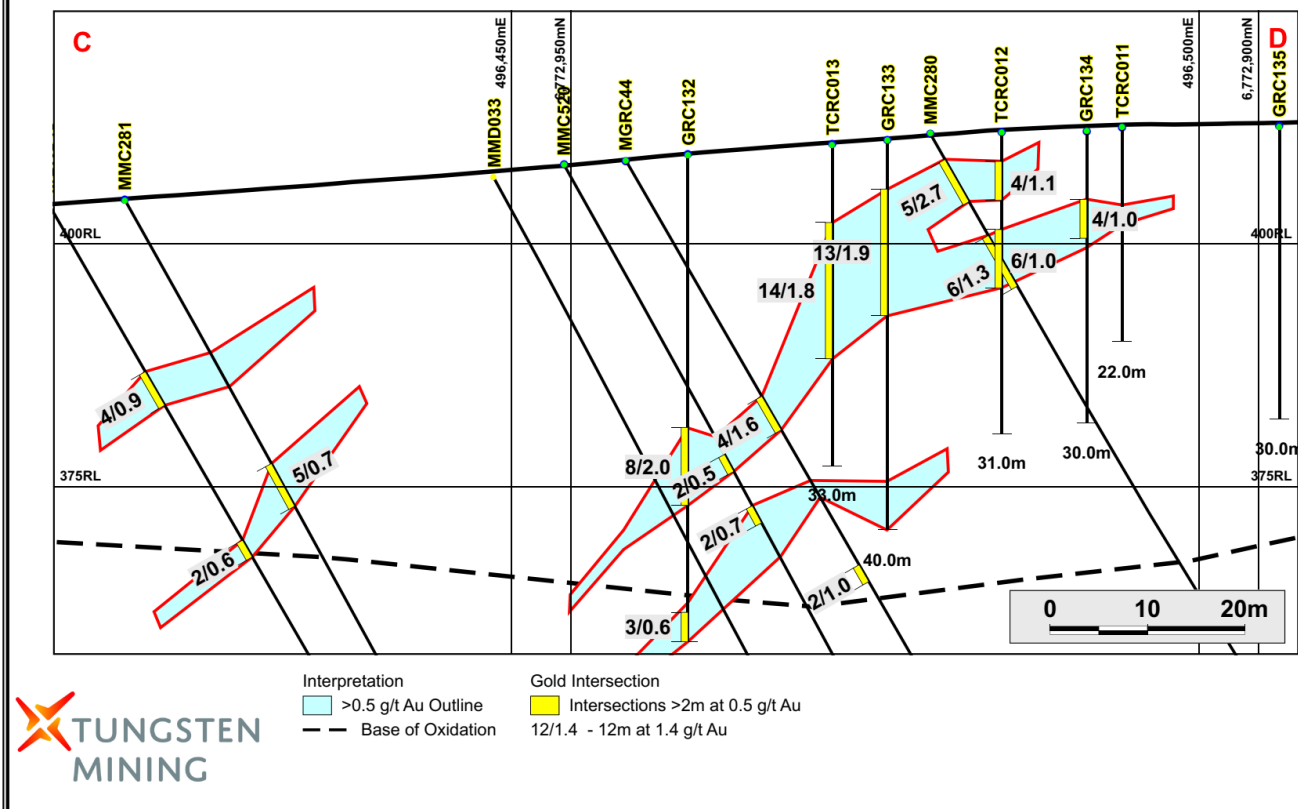 C
D
MMC281
MMD033
496,450mE
6,772,950mN
MMC520
MGRC44
GRC132
TCRC013
GRC133
MMC280
TCRC012
GRC134
TCRC011
496,500mE
6,772,900mN
GRC135
400RL
400RL
375RL
375RL
5/2.7
4/1.1
4/1.0
13/1.9
14/1.8
6/1.3
6/1.0
22.0m
4/0.9
5/0.7
2/0.6
8/2.0
2/0.5
4/1.6
2/0.7
3/0.6
2/1.0
33.0m
40.0m
31.0m
30.0m
30.0m
0 10 20m
Interpretation
>0.5 g/t Au Outline
Base of Oxidation
Gold Intersection
Intersections >2m at 0.5 g/t Au
12/1.4 - 12m at 1.4 g/t Au
TUNGSTEN
MINING